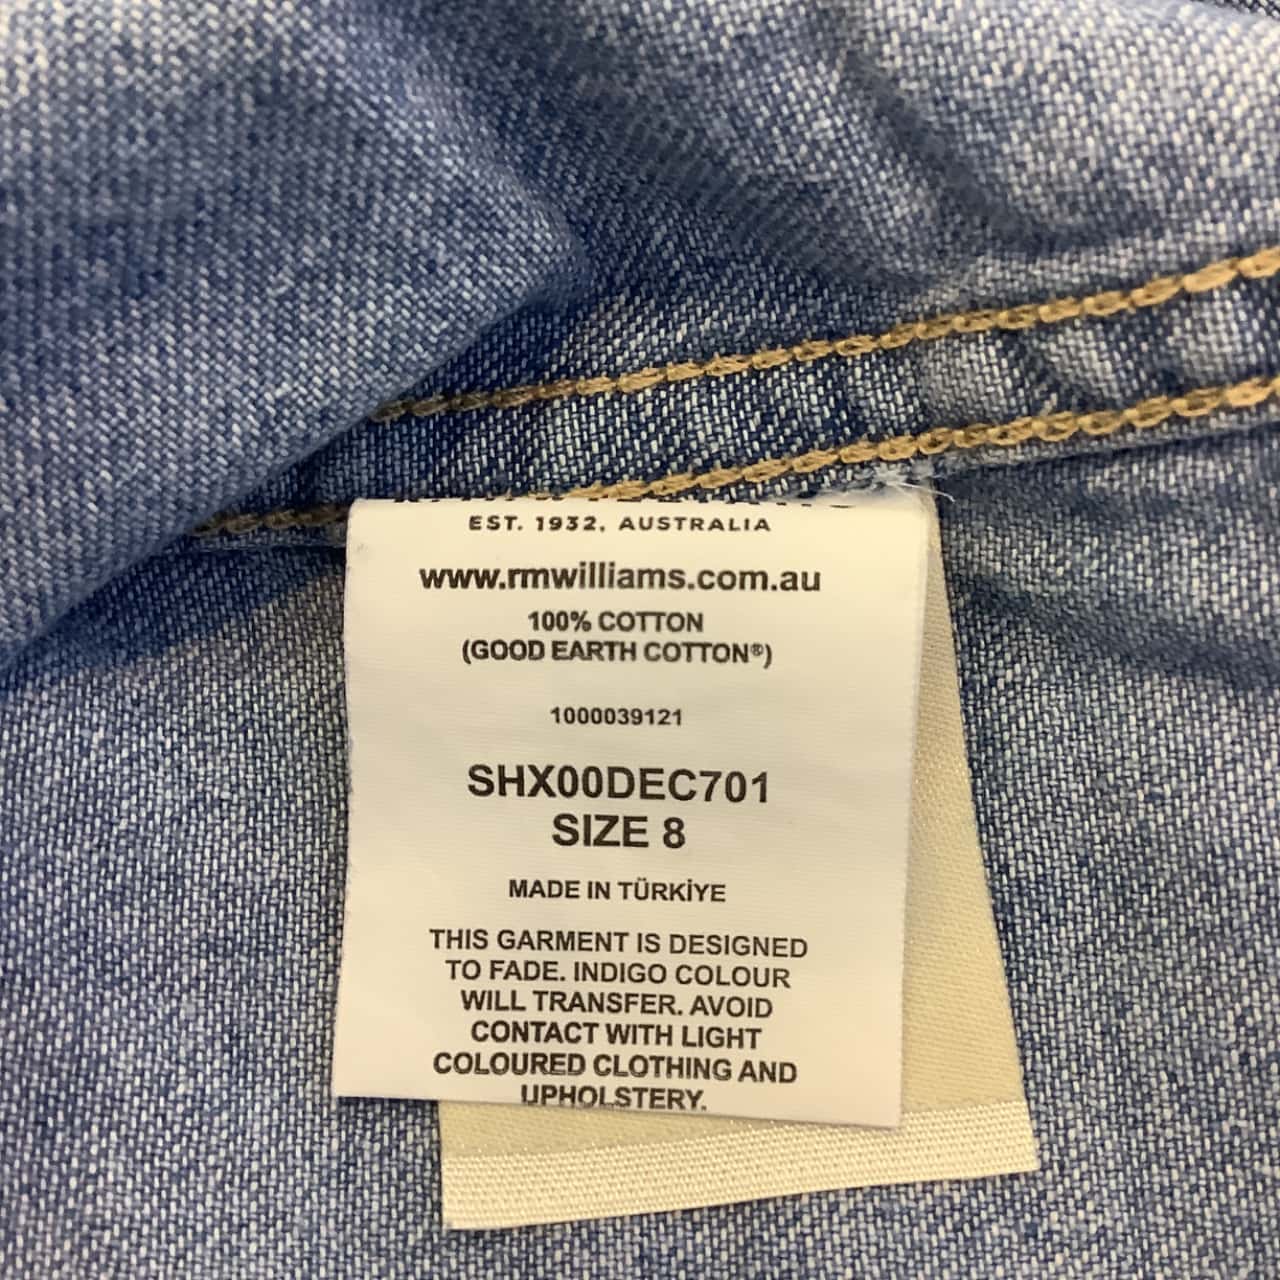 EST. 1932, AUSTRALIA
www.rmwilliams.com.au
100% COTTON
(GOOD EARTH COTTON®)
1000039121
SHX00DEC701
SIZE 8
MADE IN TÜRKİYE
THIS GARMENT IS DESIGNED
TO FADE. INDIGO COLOUR
WILL TRANSFER. AVOID
CONTACT WITH LIGHT
COLOURED CLOTHING AND
UPHOLSTERY.